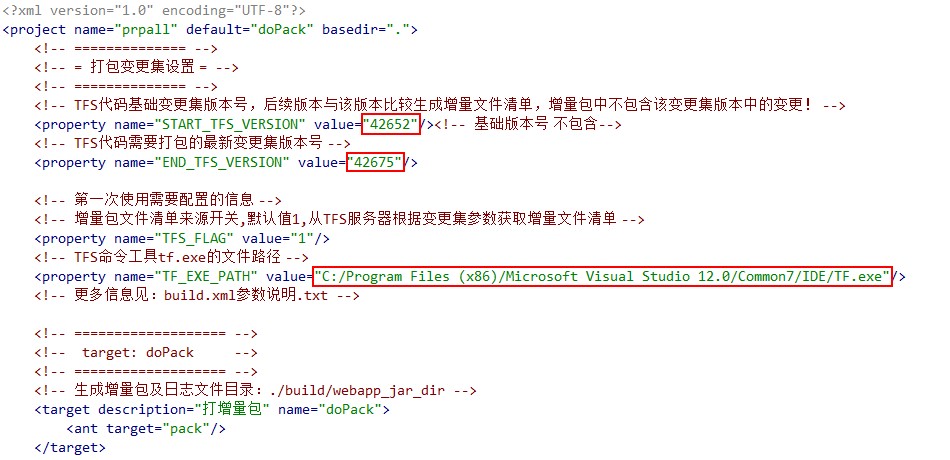 <?xml version="1.0" encoding="UTF-8"?>
<project name="prpall" default="doPack" basedir=".">
<!-- ============== -->
<!-- = 打包变更集设置 = -->
<!-- ============== -->
<!-- TFS代码基础变更集版本号，后续版本与该版本比较生成增量文件清单，增量包中不包含该变更集版本中的变更！ -->
<property name="START_TFS_VERSION" value="42652"/><!-- 基础版本号 不包含-->
<!-- TFS代码需要打包的最新变更集版本号 -->
<property name="END_TFS_VERSION" value="42675"/>
<!-- 第一次使用需要配置的信息 -->
<!-- 增量包文件清单来源开关,默认值1,从TFS服务器根据变更集参数获取增量文件清单 -->
<property name="TFS_FLAG" value="1"/>
<!-- TFS命令工具tf.exe的文件路径 -->
<property name="TF_EXE_PATH" value="C:/Program Files (x86)/Microsoft Visual Studio 12.0/Common7/IDE/TF.exe"/>
<!-- 更多信息见：build.xml参数说明.txt -->
<!-- =================== -->
<!--  target: doPack     -->
<!-- =================== -->
<!-- 生成增量包及日志文件目录：./build/webapp_jar_dir -->
<target description="打增量包" name="doPack">
<ant target="pack"/>
</target>